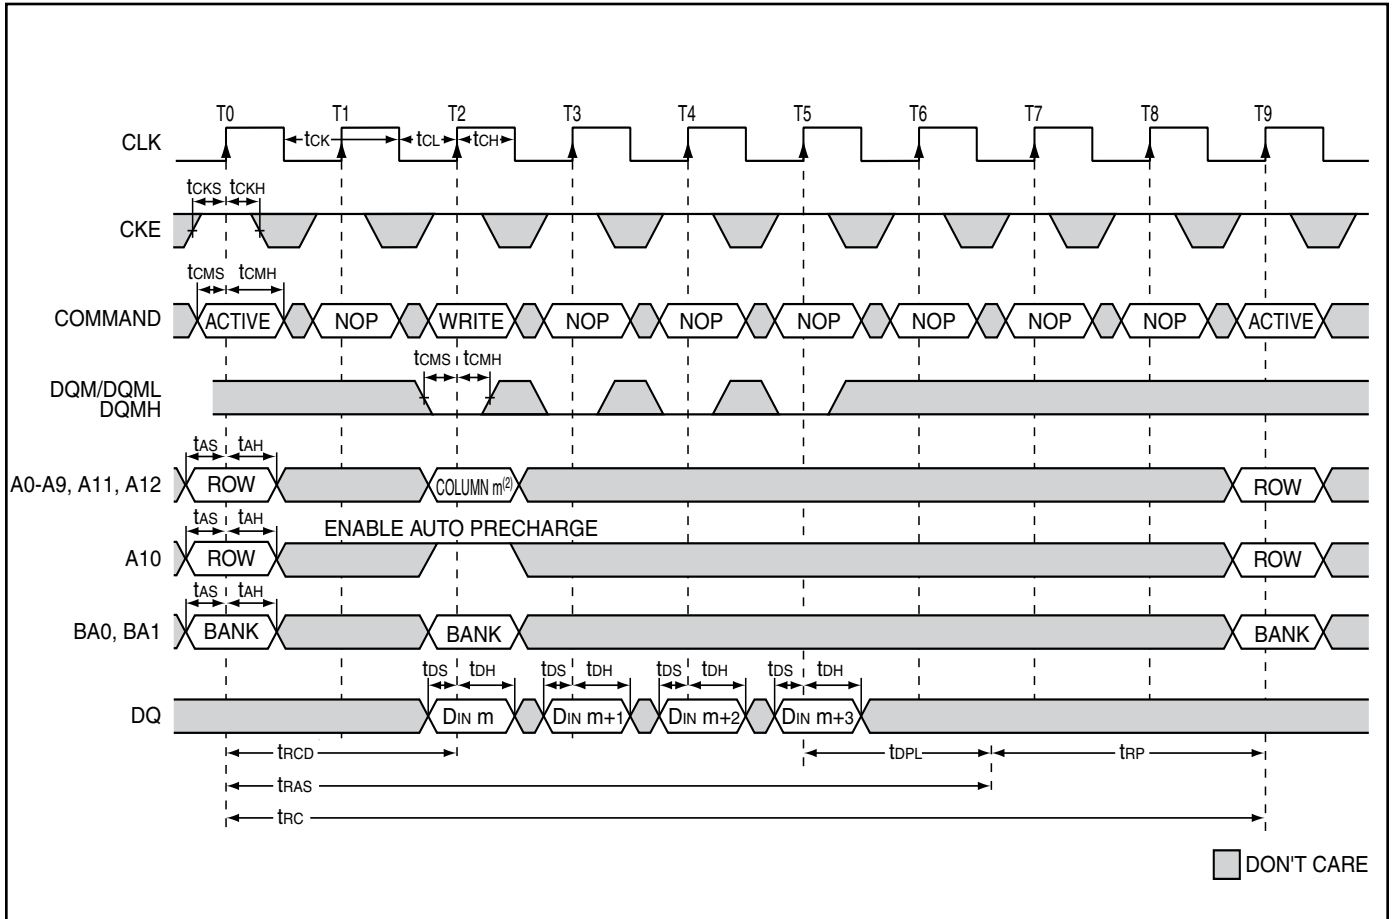 T0 T1 T2 T3 T4 T5 T6 T7 T8 T9
CLK tCK tCL tCH
tCKS tCKH
CKE
tCMS tCMH
COMMAND ACTIVE NOP WRITE NOP NOP NOP NOP NOP NOP ACTIVE
tCMS tCMH
DQM/DQML
DQMH
tAS tAH
A0-A9, A11, A12 ROW COLUMN m(2) ROW
tAS tAH ENABLE AUTO PRECHARGE
A10 ROW ROW
tAS tAH
BA0, BA1 BANK BANK BANK
tDS tDH tDS tDH tDS tDH tDS tDH
DQ DIN m DIN m+1 DIN m+2 DIN m+3
tRCD tDPL tRP
tRAS
tRC
DON'T CARE